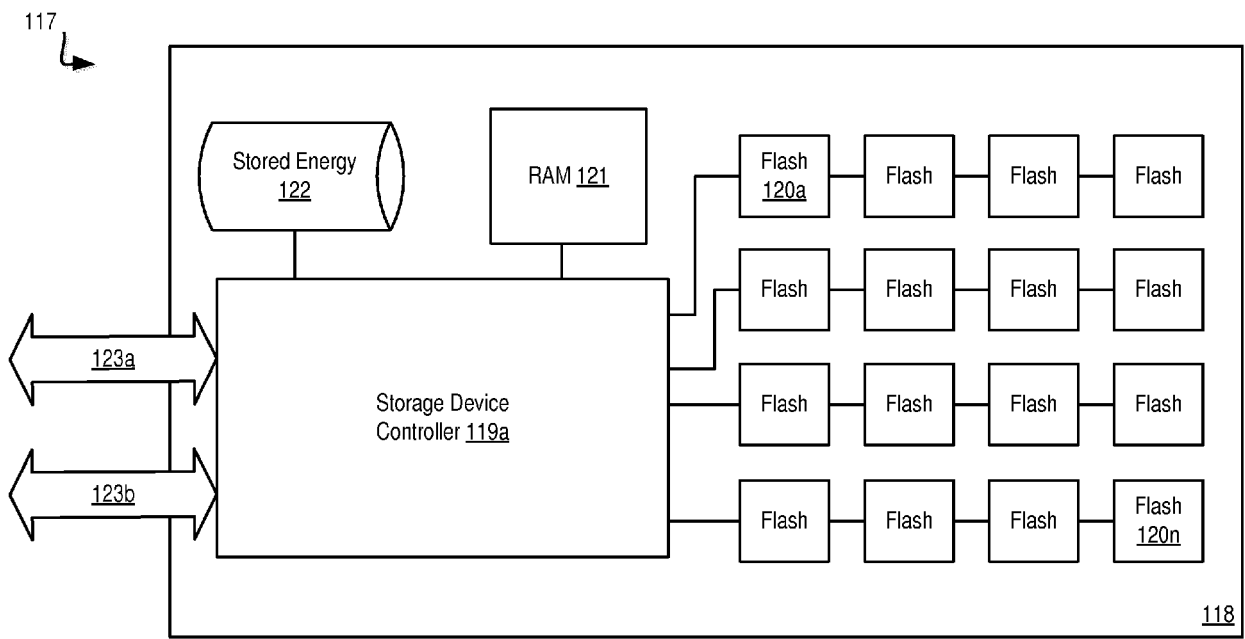 117
Stored Energy
122
RAM 121
Flash
120a
Flash
Flash
Flash
Flash
Flash
Flash
Flash
123a
Storage Device
Controller 119a
Flash
Flash
Flash
Flash
123b
Flash
Flash
Flash
Flash
120n
118